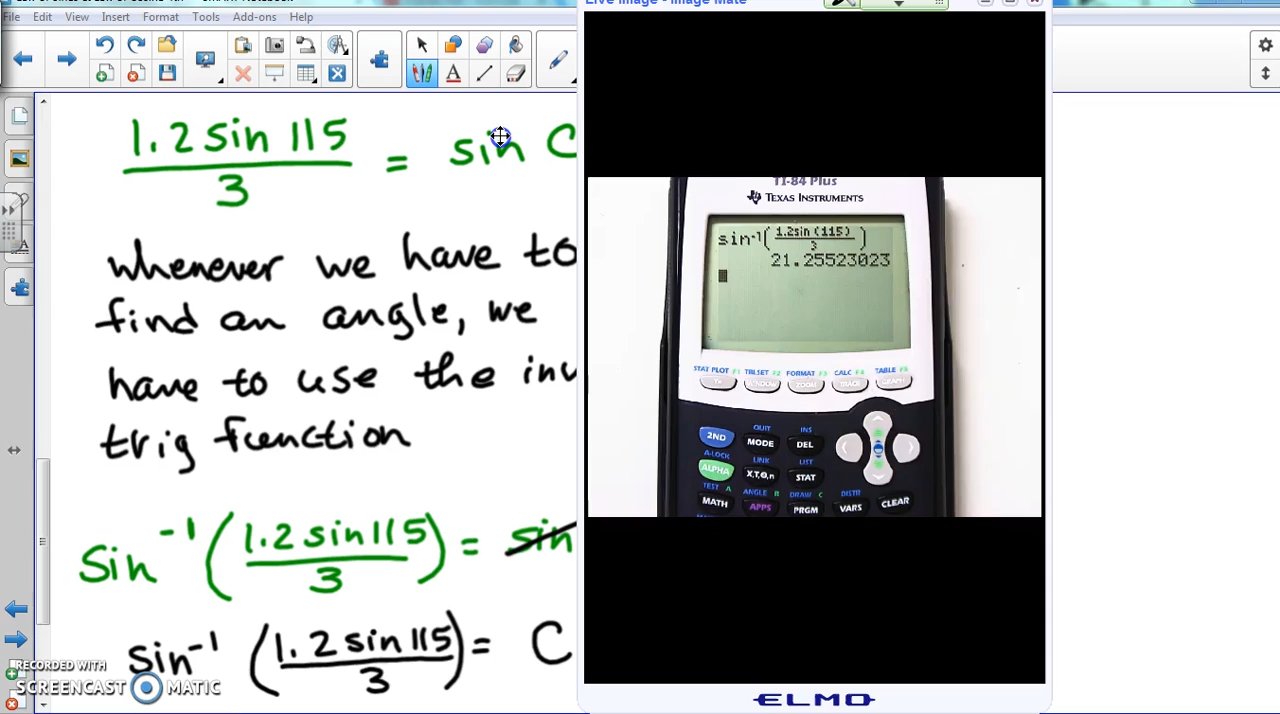 File Edit View Insert Format Tools Add-ons Help
Live Image - Image Mate
1.2 sin 115
3
= sin C
whenever we have to
find an angle, we
have to use the inv
trig function
sin⁻¹ (1.2 sin 115
3) = sin
sin⁻¹ (1.2 sin 115
3) = C
RECORDED WITH
SCREENCAST MATIC
TI-84 Plus
TEXAS INSTRUMENTS
sin⁻¹(1.2sin(115)
3)
21.25523023
STAT PLOT F1 TBLSET F2 FORMAT F3 CALC F4 TABLE F5
Y= WINDOW ZOOM TRACE GRAPH
QUIT INS
2ND MODE DEL
A-LOCK LINK LIST
ALPHA X,T,Θ,n STAT
TEST A ANGLE B DRAW C DISTR
MATH APPS PRGM VARS CLEAR
ELMO